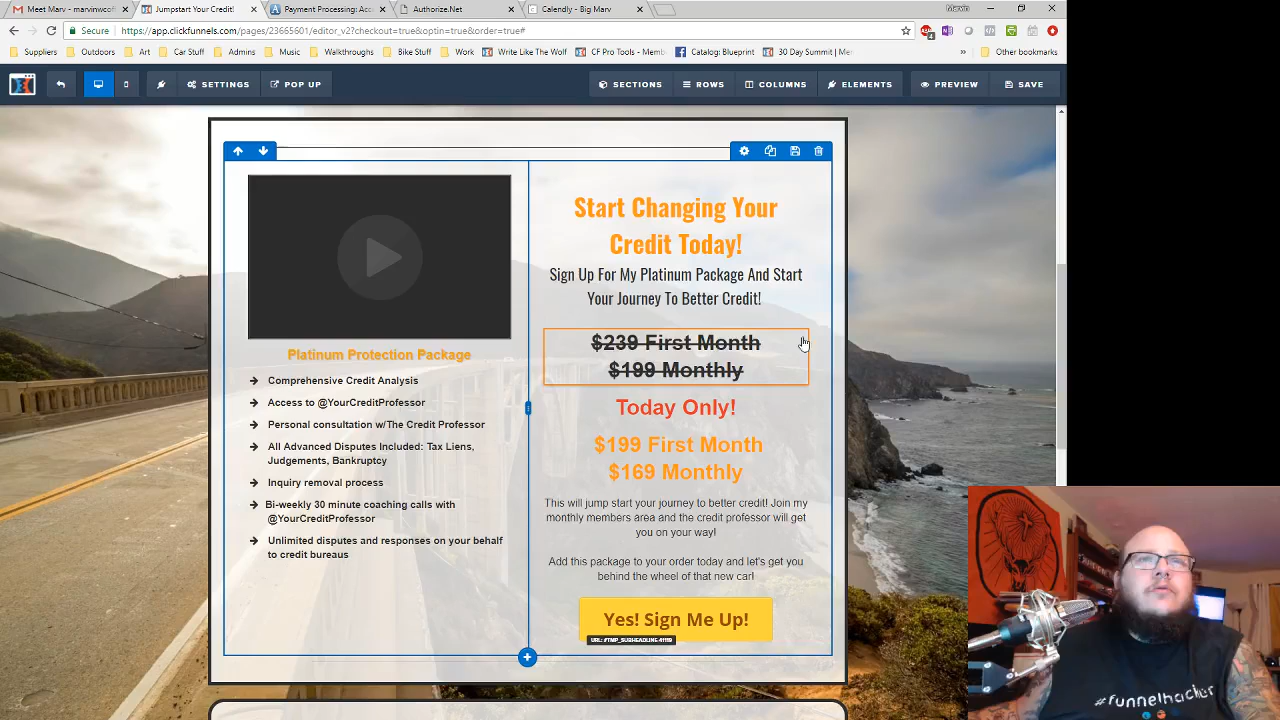 Meet Marv - marvinwcoff
Jumpstart Your Credit!
Payment Processing: Acc
Authorize.Net
Calendly - Big Marv
Marvin
Secure
https://app.clickfunnels.com/pages/23665601/editor_v2?checkout=true&optin=true&order=true#
Suppliers
Outdoors
Art
Car Stuff
Admins
Music
Walkthroughs
Bike Stuff
Work
Write Like The Wolf
CF Pro Tools - Memb
Catalog: Blueprint
30 Day Summit | Me
»
Other bookmarks
SETTINGS
POP UP
SECTIONS
ROWS
COLUMNS
ELEMENTS
PREVIEW
SAVE
Platinum Protection Package
Comprehensive Credit Analysis
Access to @YourCreditProfessor
Personal consultation w/The Credit Professor
All Advanced Disputes Included: Tax Liens,
Judgements, Bankruptcy
Inquiry removal process
Bi-weekly 30 minute coaching calls with
@YourCreditProfessor
Unlimited disputes and responses on your behalf
to credit bureaus
Start Changing Your
Credit Today!
Sign Up For My Platinum Package And Start
Your Journey To Better Credit!
$239 First Month
$199 Monthly
Today Only!
$199 First Month
$169 Monthly
This will jump start your journey to better credit! Join my
monthly members area and the credit professor will get
you on your way!
Add this package to your order today and let's get you
behind the wheel of that new car!
Yes! Sign Me Up!
URL: #TMP_SUBHEADLINE-41119
#funnelhacker